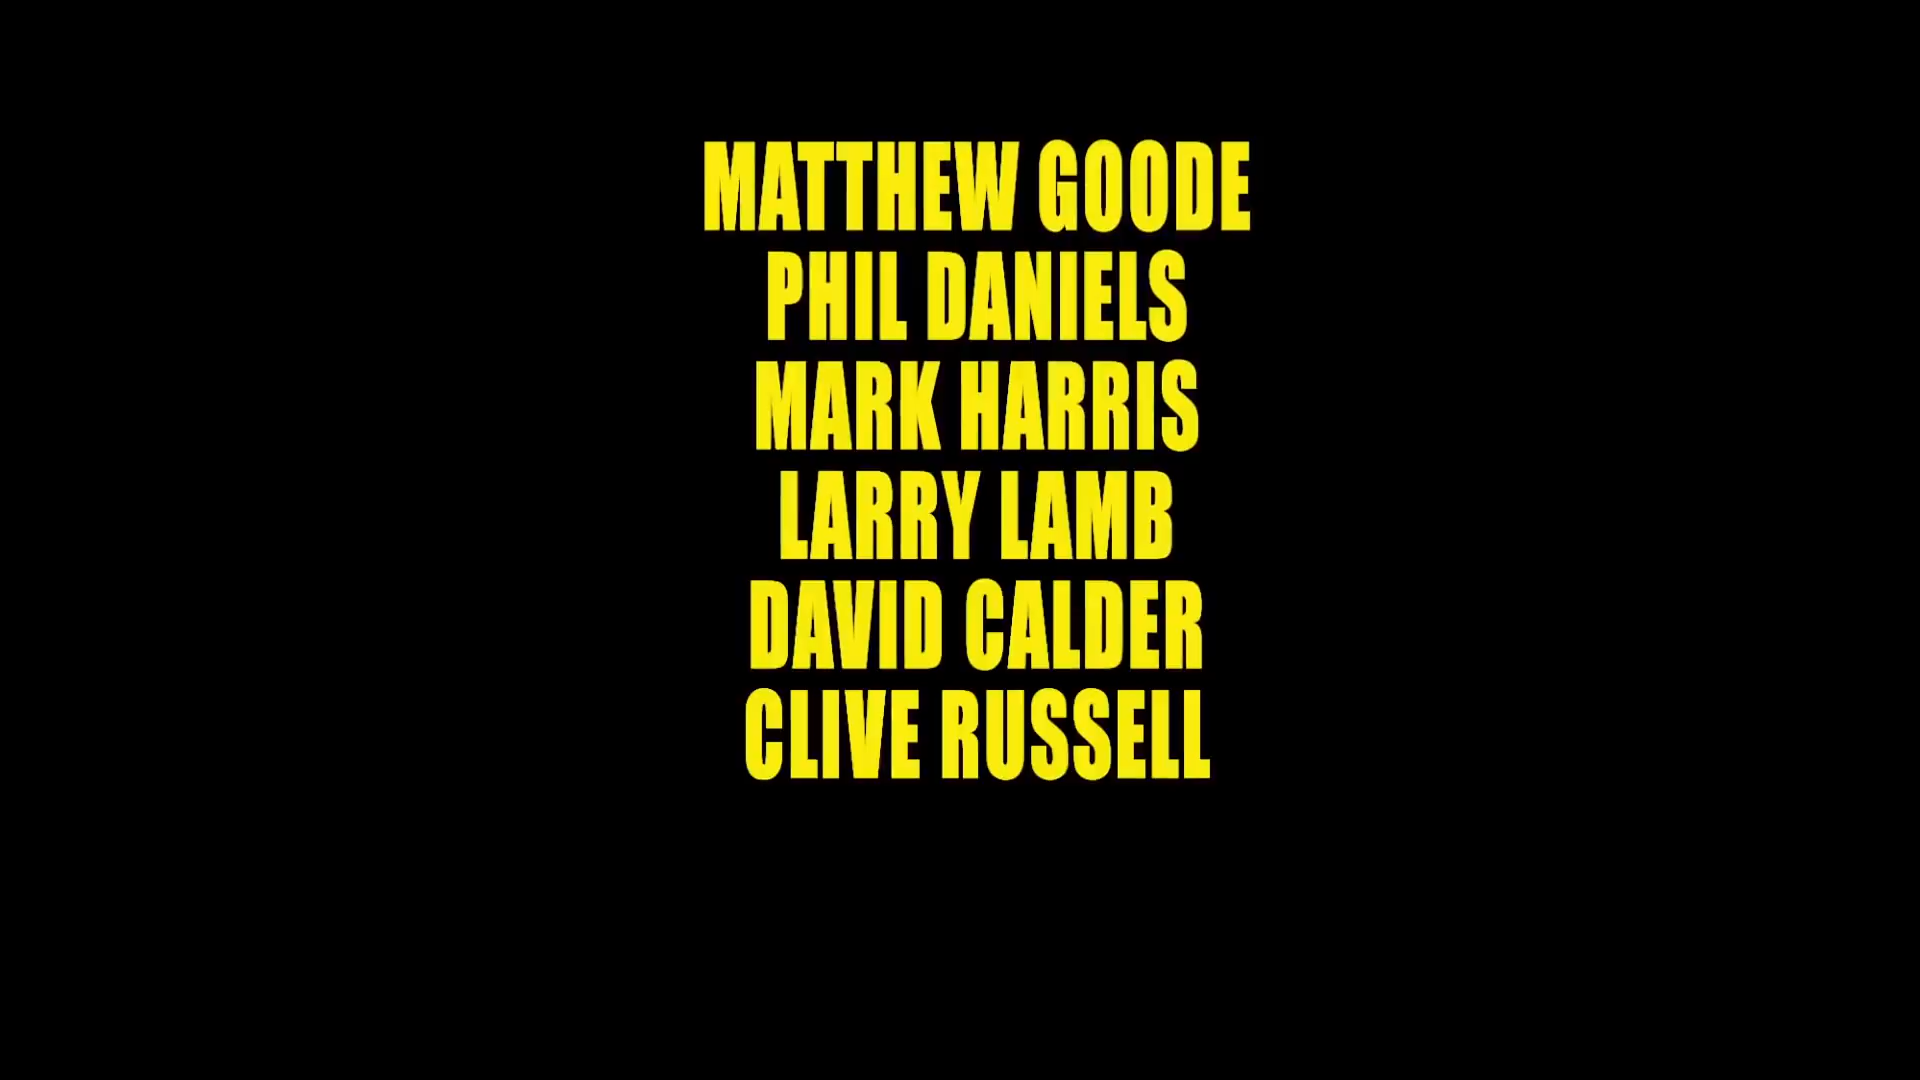 MATTHEW GOODE
PHIL DANIELS
MARK HARRIS
LARRY LAMB
DAVID CALDER
CLIVE RUSSELL